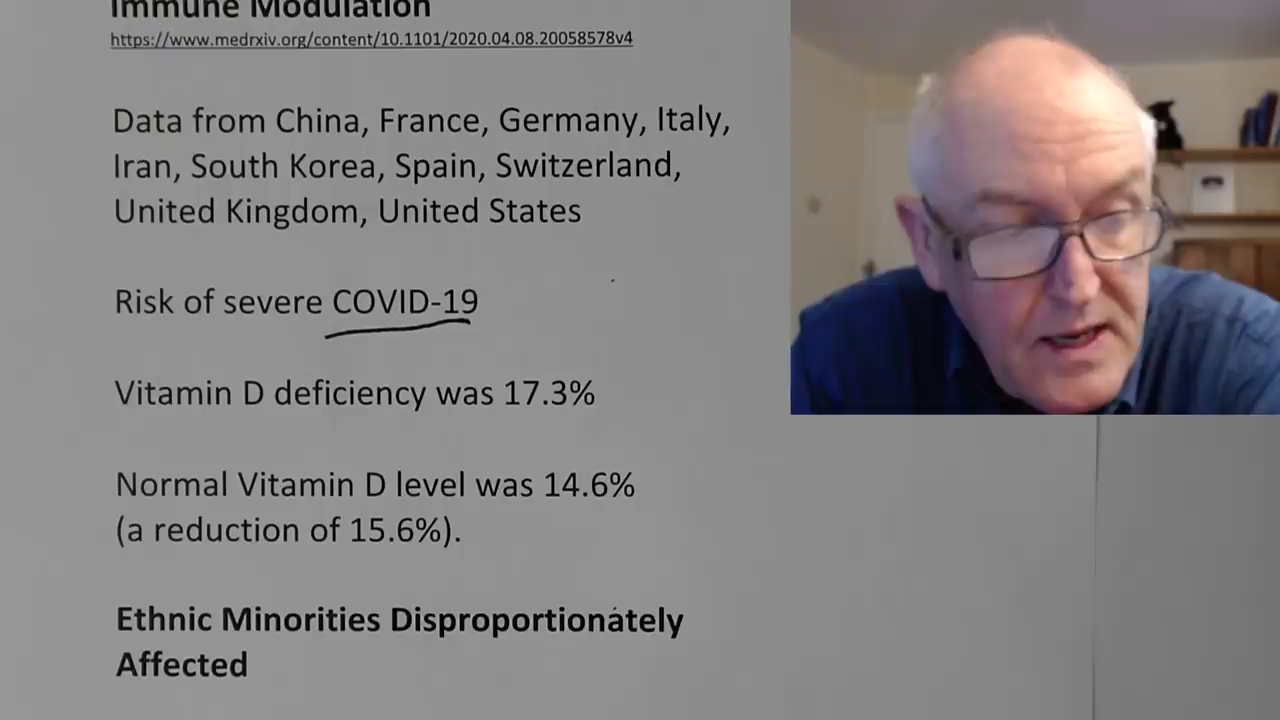 Immune Modulation
https://www.medrxiv.org/content/10.1101/2020.04.08.20058578v4
Data from China, France, Germany, Italy,
Iran, South Korea, Spain, Switzerland,
United Kingdom, United States
Risk of severe COVID-19
Vitamin D deficiency was 17.3%
Normal Vitamin D level was 14.6%
(a reduction of 15.6%).
Ethnic Minorities Disproportionately
Affected